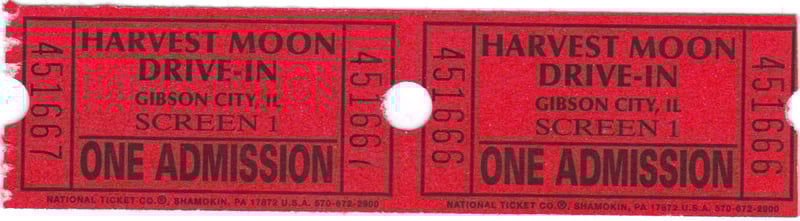 451667
HARVEST MOON
DRIVE-IN
GIBSON CITY, IL
SCREEN 1
ONE ADMISSION
451667
NATIONAL TICKET CO.®, SHAMOKIN, PA 17872 U.S.A. 570-672-2900
451666
HARVEST MOON
DRIVE-IN
GIBSON CITY, IL
SCREEN 1
ONE ADMISSION
451666
NATIONAL TICKET CO.®, SHAMOKIN, PA 17872 U.S.A. 570-672-2900